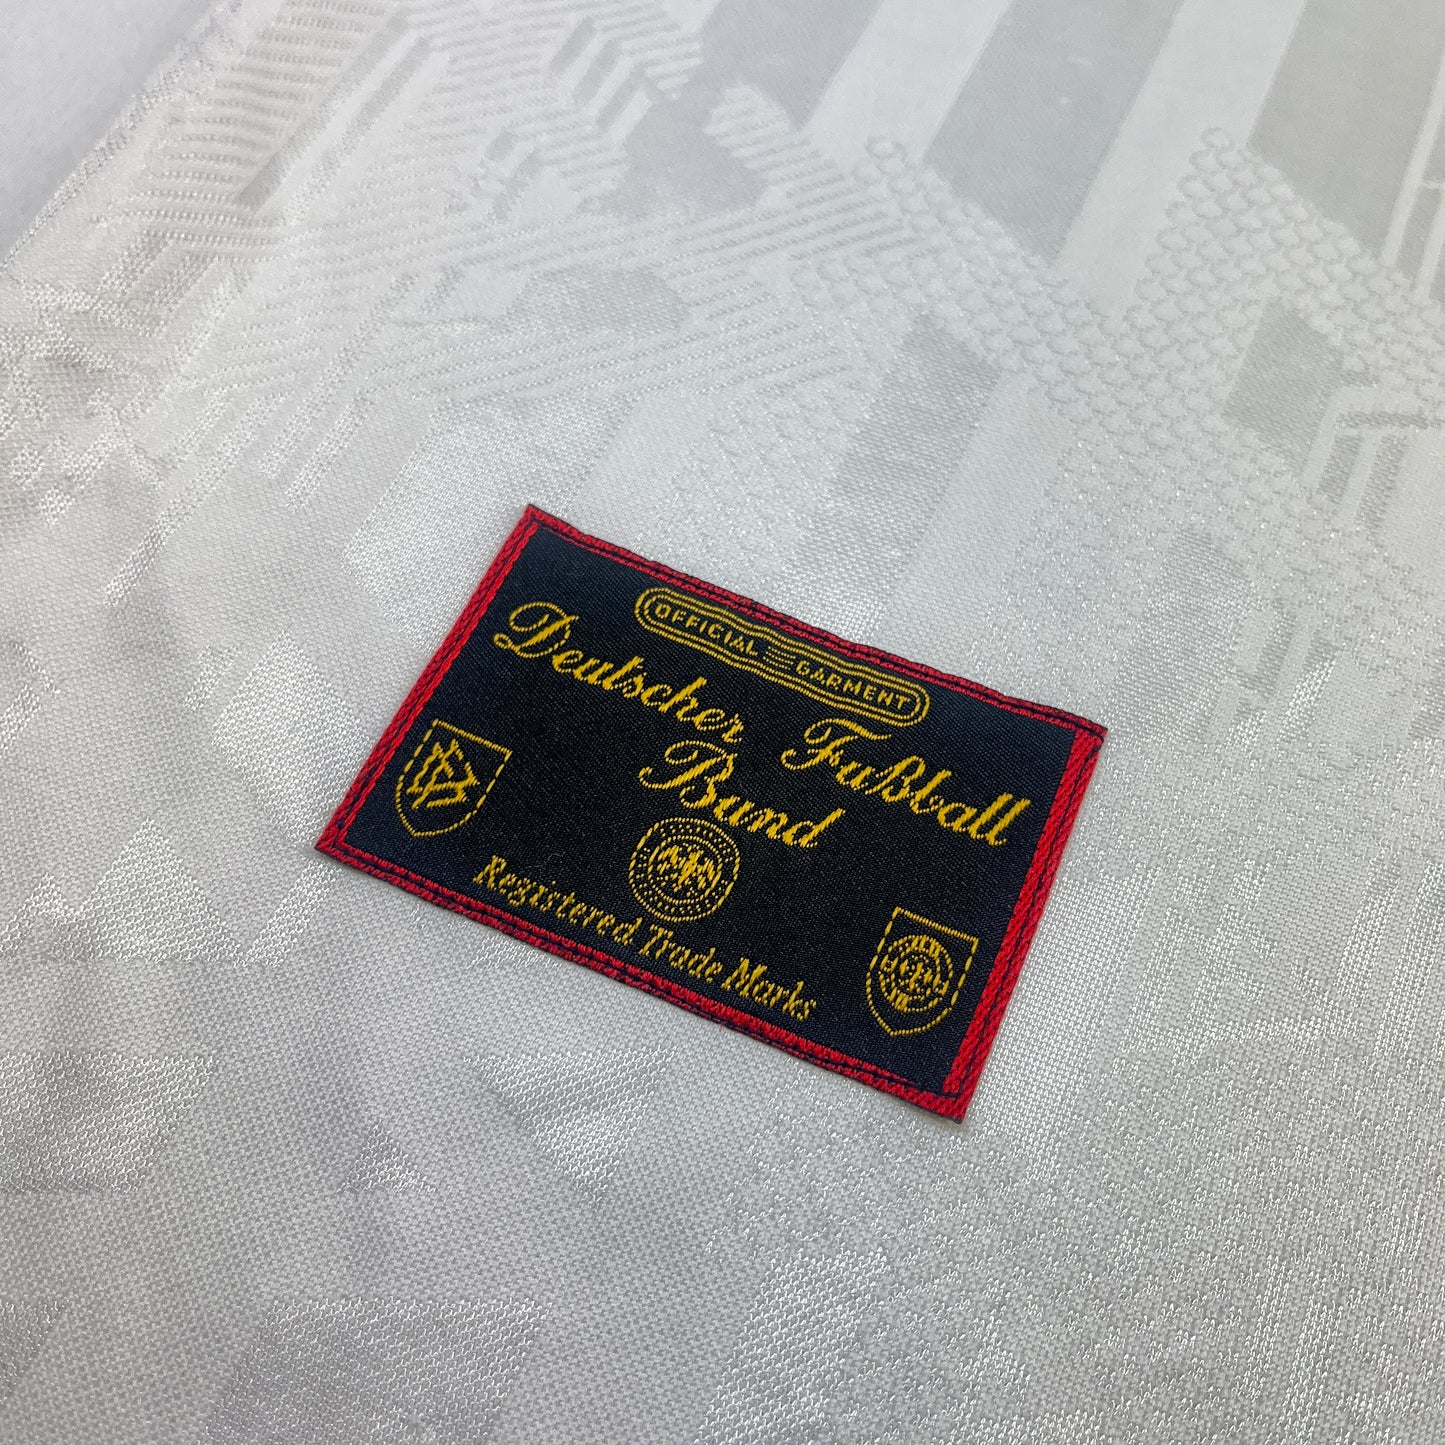 OFFICIAL GARMENT
Deutscher Fußball
Bund
Registered Trade Marks